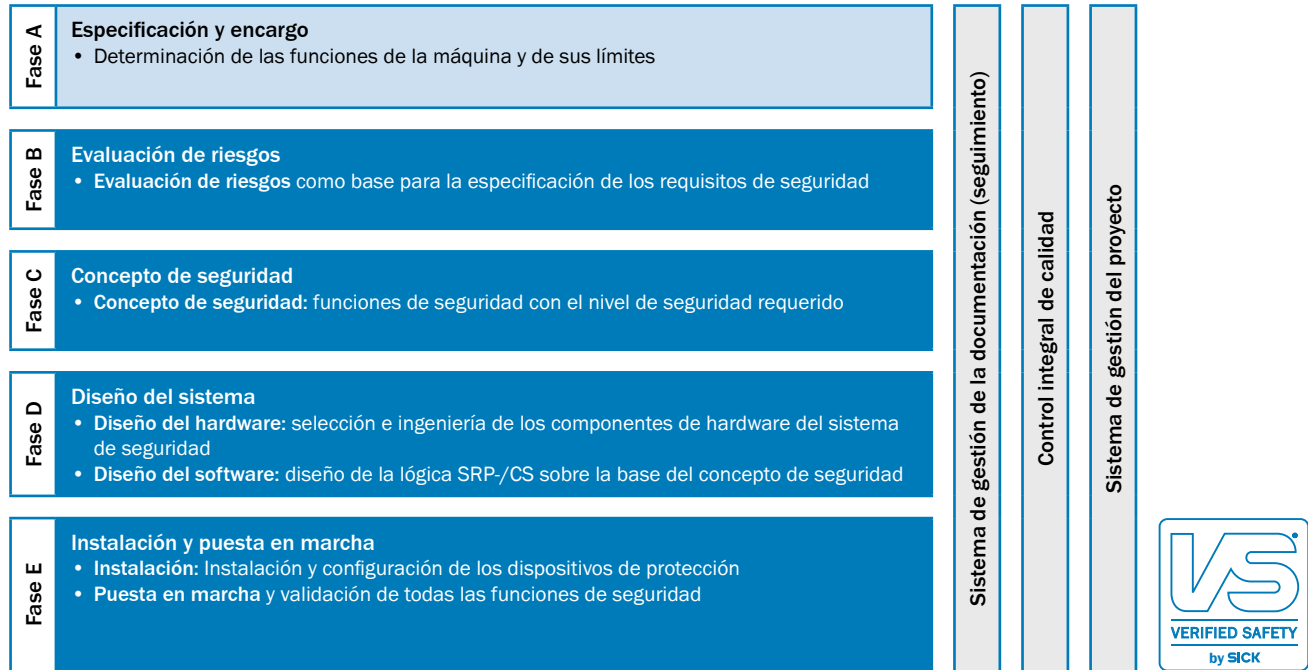 Fase A
Especificación y encargo
• Determinación de las funciones de la máquina y de sus límites
Fase B
Evaluación de riesgos
• Evaluación de riesgos como base para la especificación de los requisitos de seguridad
Fase C
Concepto de seguridad
• Concepto de seguridad: funciones de seguridad con el nivel de seguridad requerido
Fase D
Diseño del sistema
• Diseño del hardware: selección e ingeniería de los componentes de hardware del sistema
de seguridad
• Diseño del software: diseño de la lógica SRP-/CS sobre la base del concepto de seguridad
Fase E
Instalación y puesta en marcha
• Instalación: Instalación y configuración de los dispositivos de protección
• Puesta en marcha y validación de todas las funciones de seguridad
Sistema de gestión de la documentación (seguimiento)
Control integral de calidad
Sistema de gestión del proyecto
VS
VERIFIED SAFETY
by SICK